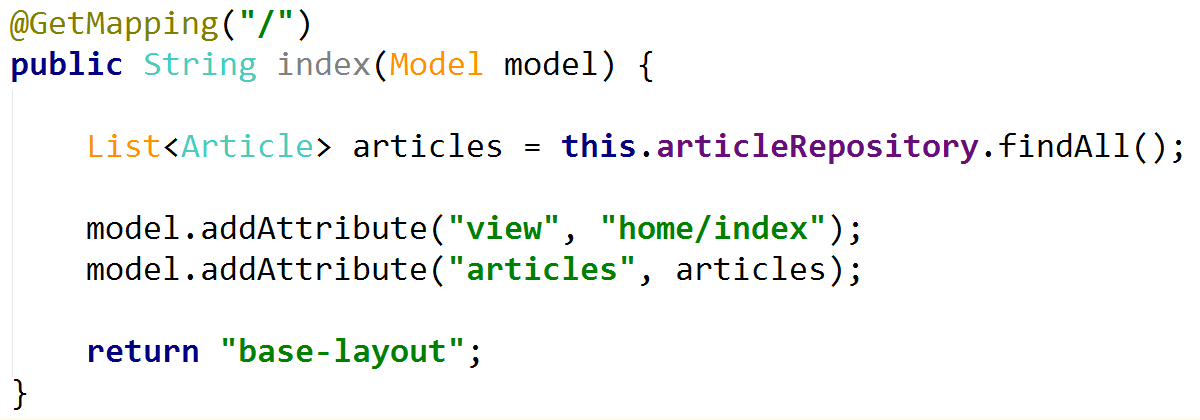 @GetMapping("/")
public String index(Model model) {
List<Article> articles = this.articleRepository.findAll();
model.addAttribute("view", "home/index");
model.addAttribute("articles", articles);
return "base-layout";
}